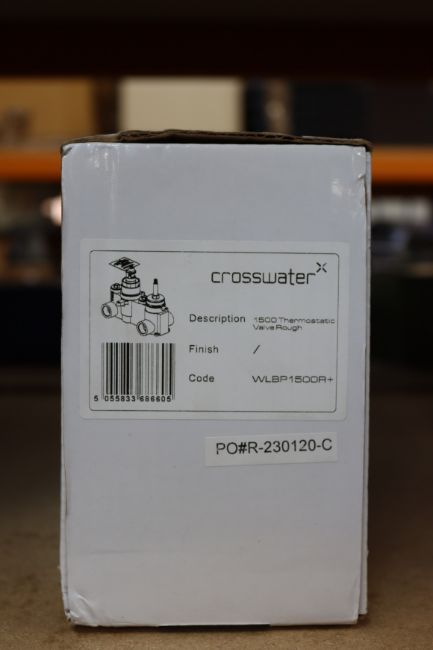 crosswater
Description 1500 Thermostatic
Valve Rough
Finish /
Code WLBP1500R+
5 055833 686605
PO#R-230120-C